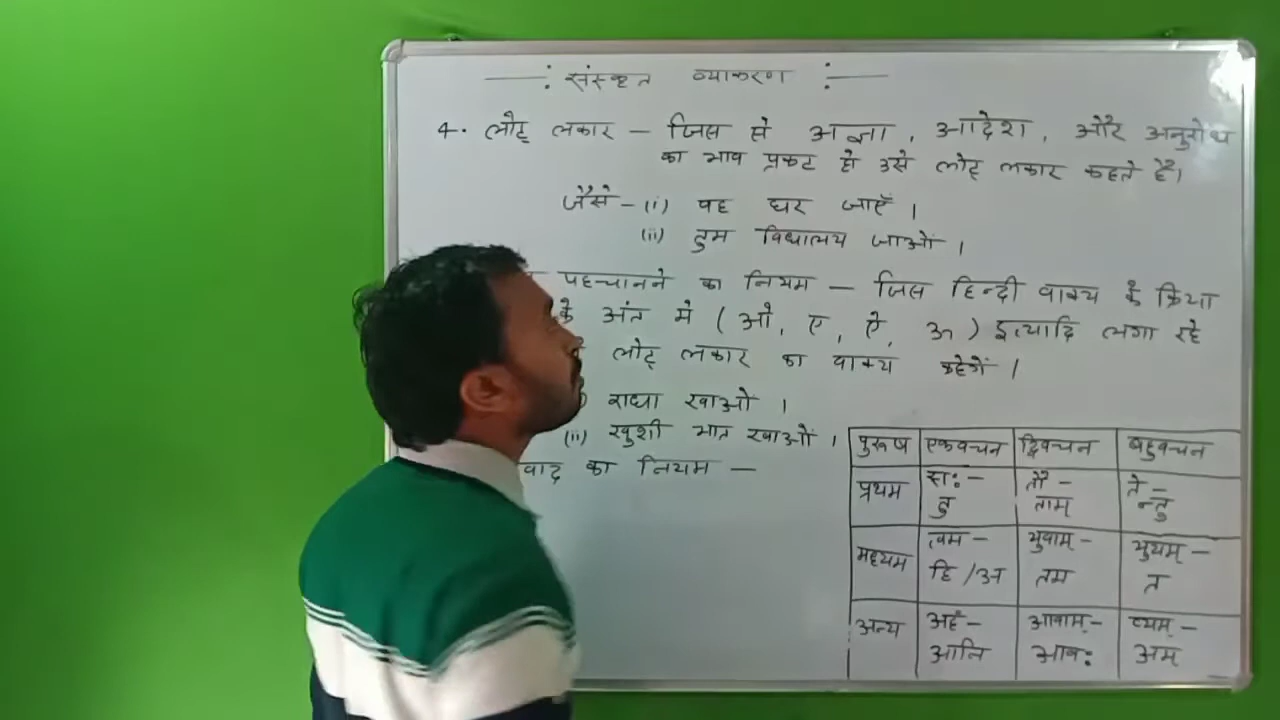 —: संस्कृत व्याकरण :—
4. लोट् लकार — जिस से अज्ञा, आदेश, और अनुरोध
का भाव प्रकट हो उसे लोट् लकार कहते हैं।
जैसे – (i) वह घर जाएँ।
(ii) तुम विद्यालय जाओं।
पहचानने का नियम — जिस हिन्दी वाक्य के क्रिया
के अंत में (ओ, ए, ऐ, ऊ) इत्यादि लगा रहे
लोट् लकार का वाक्य कहेगें।
राधा खाओ।
(ii) खुशी भात खाओं।
वाद का नियम —
पुरुष एकवचन द्विवचन बहुवचन
प्रथम सः – तु तौ – ताम् ते – न्तु
मध्यम त्वम – हि/अ भुवाम् – तम भुयम् – त
अन्य अहँ – आनि आवाम् – आवः व्यम् – अम्